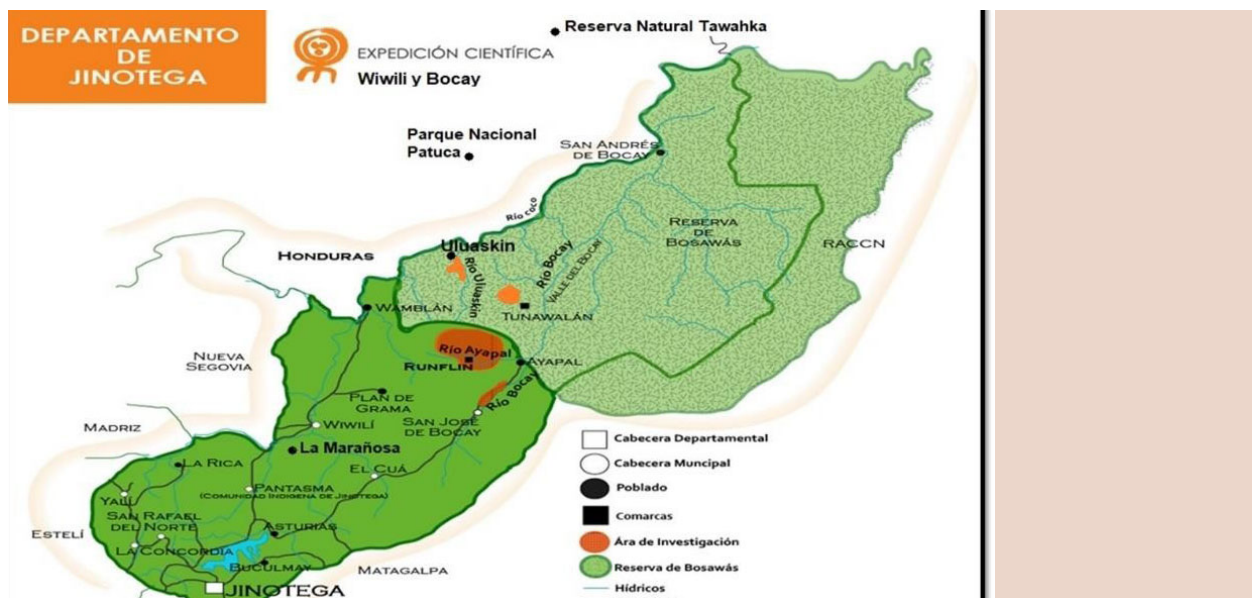 DEPARTAMENTO
DE
JINOTEGA
EXPEDICIÓN CIENTÍFICA
Wiwili y Bocay
Reserva Natural Tawahka
Parque Nacional
Patuca
SAN ANDRÉS
DE BOCAY
RÍO COCO
RESERVA
DE
BOSAWÁS
RACCN
HONDURAS
Uluaskin
Río Uluaskin
Río Bocay
VALLE DEL BOCAY
WAMBLÁN
TUNAWALÁN
NUEVA
SEGOVIA
Río Ayapal
RUNFLIN
AYAPAL
PLAN DE
GRAMA
Río Bocay
WIWILÍ
SAN JOSÉ
DE BOCAY
MADRIZ
La Marañosa
LA RICA
EL CUÁ
PANTASMA
(COMUNIDAD INDIGENA DE JINOTEGA)
YALÍ
SAN RAFAEL
DEL NORTE
ASTURIAS
ESTELÍ
LA CONCORDIA
BUCULMAY
MATAGALPA
JINOTEGA
Cabecera Departamental
Cabecera Muncipal
Poblado
Comarcas
Ára de Investigación
Reserva de Bosawás
Hídricos